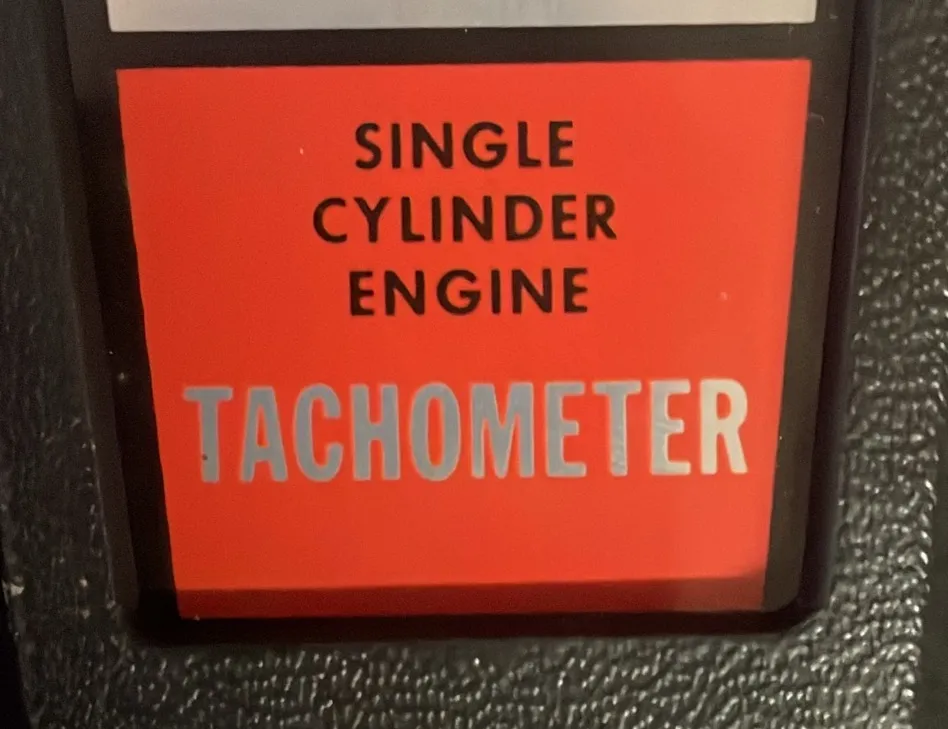 SINGLE
CYLINDER
ENGINE
TACHOMETER